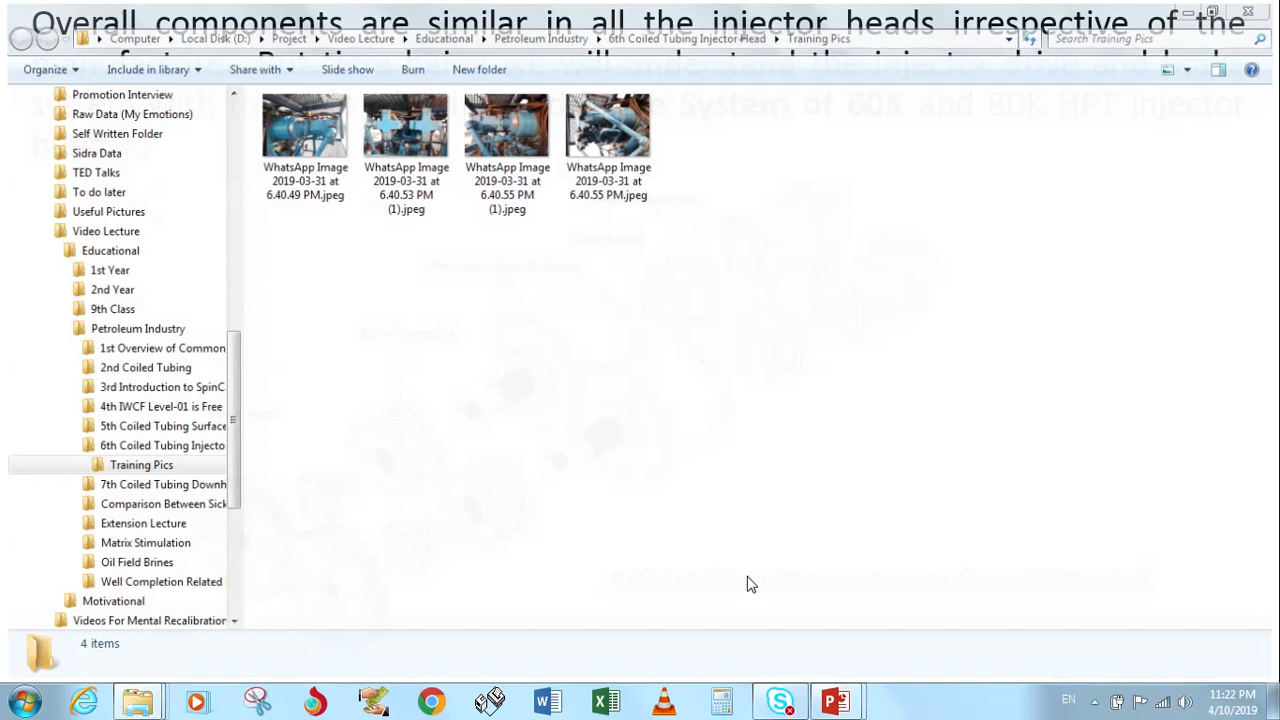 Overall components are similar in all the injector heads irrespective of the
Computer ▸ Local Disk (D:) ▸ Project ▸ Video Lecture ▸ Educational ▸ Petroleum Industry ▸ 6th Coiled Tubing Injector Head ▸ Training Pics
Search Training Pics
Organize Include in library Share with Slide show Burn New folder
System of 60K and 80K HPT injector
Promotion Interview
Raw Data (My Emotions)
Self Written Folder
Sidra Data
TED Talks
To do later
Useful Pictures
Video Lecture
Educational
1st Year
2nd Year
9th Class
Petroleum Industry
1st Overview of Common
2nd Coiled Tubing
3rd Introduction to SpinC
4th IWCF Level-01 is Free
5th Coiled Tubing Surface
6th Coiled Tubing Injecto
Training Pics
7th Coiled Tubing Downh
Comparison Between Sick
Extension Lecture
Matrix Stimulation
Oil Field Brines
Well Completion Related
Motivational
Videos For Mental Recalibration
WhatsApp Image
2019-03-31 at
6.40.49 PM.jpeg
WhatsApp Image
2019-03-31 at
6.40.53 PM
(1).jpeg
WhatsApp Image
2019-03-31 at
6.40.55 PM
(1).jpeg
WhatsApp Image
2019-03-31 at
6.40.55 PM.jpeg
4 items
EN
11:22 PM
4/10/2019